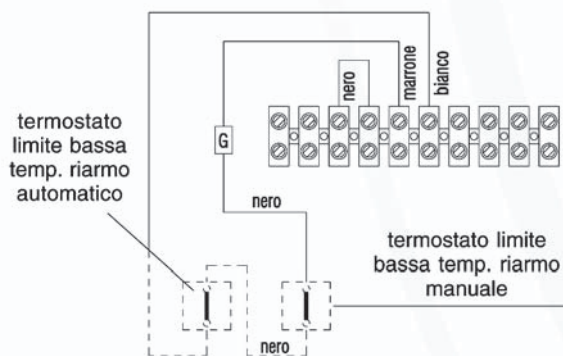 nero
marrone
bianco
termostato
limite bassa
temp. riarmo
automatico
G
nero
termostato limite
bassa temp. riarmo
manuale
nero